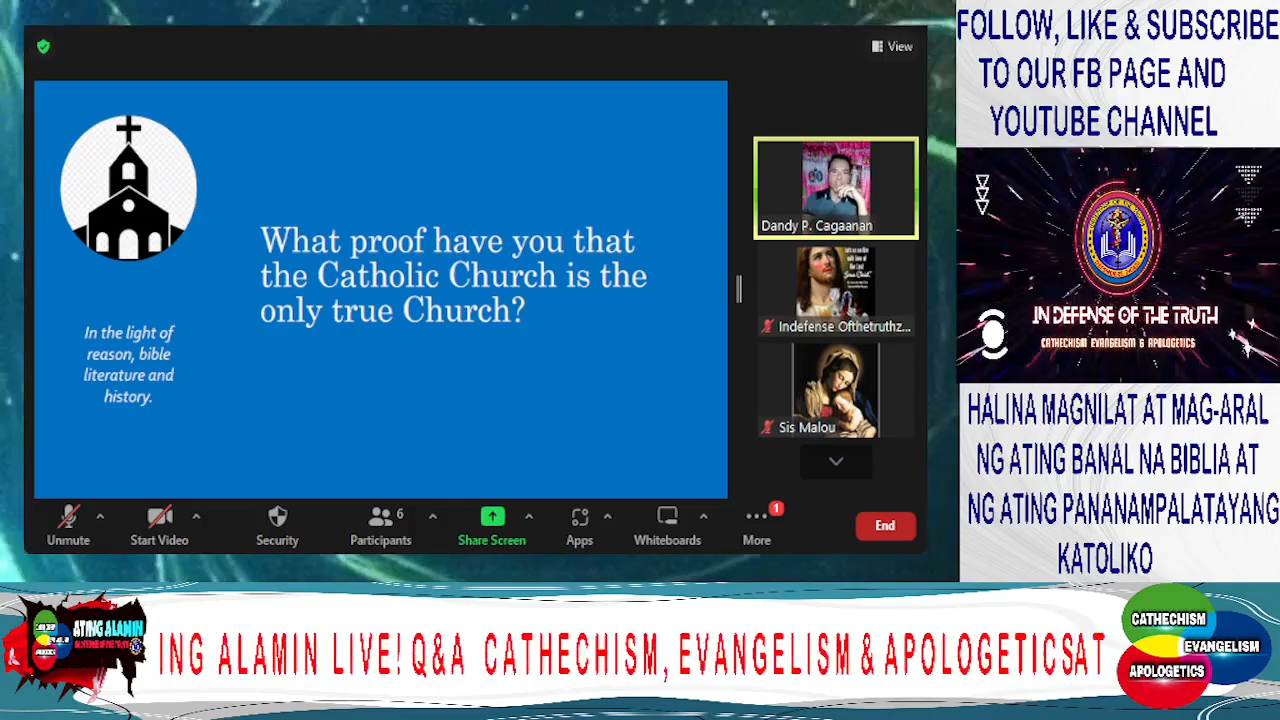 View
In the light of
reason, bible
literature and
history.
What proof have you that
the Catholic Church is the
only true Church?
Dandy P. Cagaanan
Indefense Ofthetruthz...
Sis Malou
Unmute
Start Video
Security
6
Participants
Share Screen
Apps
Whiteboards
1
More
End
FOLLOW, LIKE & SUBSCRIBE
TO OUR FB PAGE AND
YOUTUBE CHANNEL
IN DEFENSE OF THE TRUTH
CATHECHISM EVANGELISM & APOLOGETICS
HALINA MAGNILAT AT MAG-ARAL
NG ATING BANAL NA BIBLIA AT
NG ATING PANANAMPALATAYANG
KATOLIKO
ATING ALAMIN
ING ALAMIN LIVE! Q&A CATHECHISM, EVANGELISM & APOLOGETICSAT
CATHECHISM
EVANGELISM
APOLOGETICS